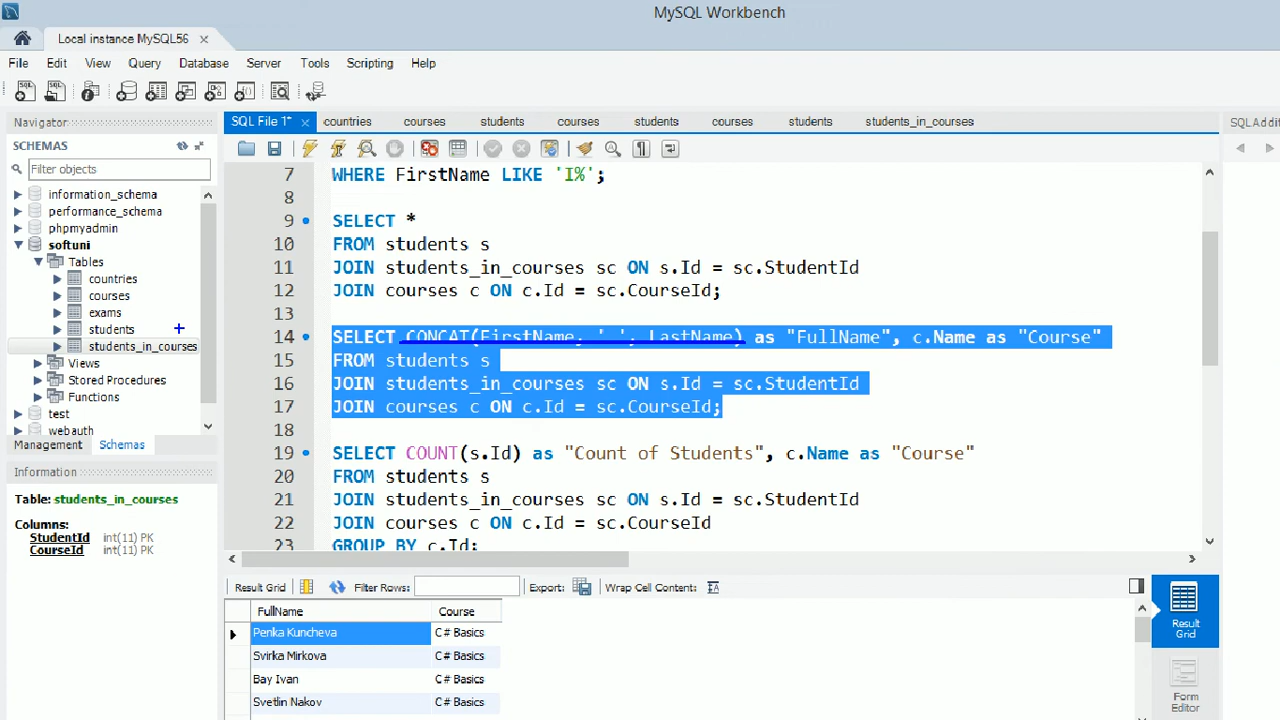 MySQL Workbench
Local instance MySQL56
File Edit View Query Database Server Tools Scripting Help
Navigator
SCHEMAS
Filter objects
information_schema
performance_schema
phpmyadmin
softuni
Tables
countries
courses
exams
students
students_in_courses
Views
Stored Procedures
Functions
test
webauth
Management Schemas
Information
Table: students_in_courses
Columns:
StudentId int(11) PK
CourseId int(11) PK
SQL File 1* countries courses students courses students courses students students_in_courses
7 WHERE FirstName LIKE 'I%';
8
9 SELECT *
10 FROM students s
11 JOIN students_in_courses sc ON s.Id = sc.StudentId
12 JOIN courses c ON c.Id = sc.CourseId;
13
14 SELECT CONCAT(FirstName, ' ', LastName) as "FullName", c.Name as "Course"
15 FROM students s
16 JOIN students_in_courses sc ON s.Id = sc.StudentId
17 JOIN courses c ON c.Id = sc.CourseId;
18
19 SELECT COUNT(s.Id) as "Count of Students", c.Name as "Course"
20 FROM students s
21 JOIN students_in_courses sc ON s.Id = sc.StudentId
22 JOIN courses c ON c.Id = sc.CourseId
23 GROUP BY c.Id;
Result Grid Filter Rows: Export: Wrap Cell Content:
FullName Course
Penka Kuncheva C# Basics
Svirka Mirkova C# Basics
Bay Ivan C# Basics
Svetlin Nakov C# Basics
Result
Grid
Form
Editor